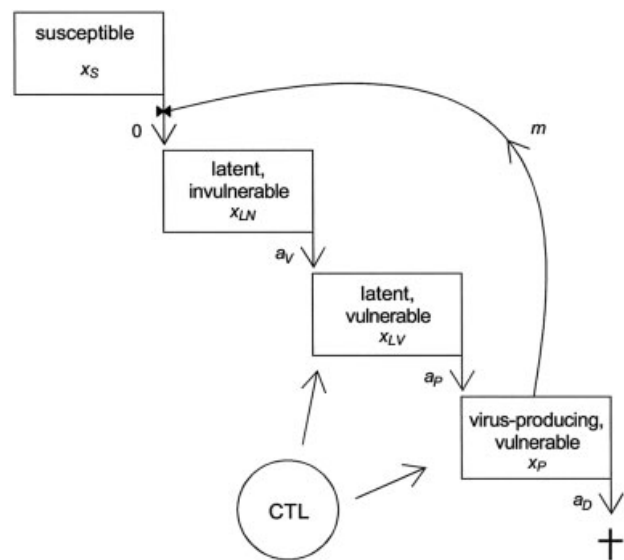 susceptible
x_S
0
m
latent,
invulnerable
x_LN
a_V
latent,
vulnerable
x_LV
a_P
virus-producing,
vulnerable
x_P
CTL
a_D